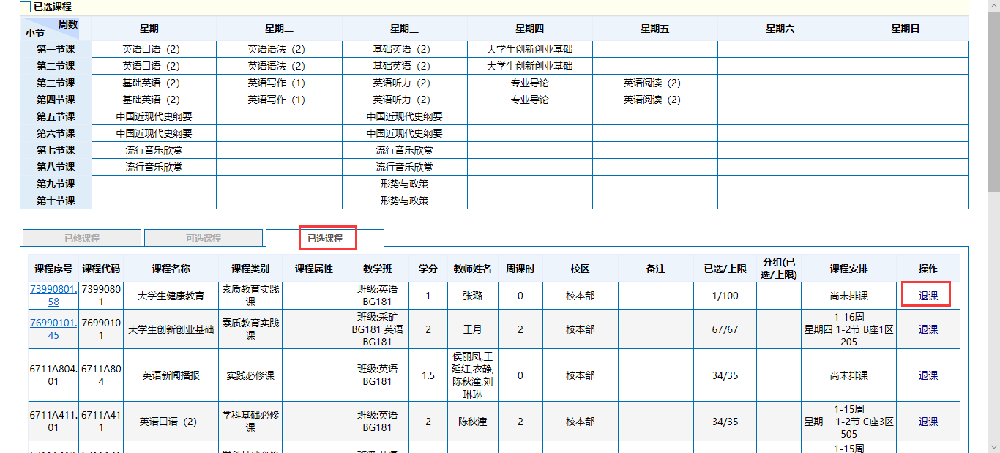 已选课程
周数
小节 星期一 星期二 星期三 星期四 星期五 星期六 星期日
第一节课 英语口语（2） 英语语法（2） 基础英语（2） 大学生创新创业基础
第二节课 英语口语（2） 英语语法（2） 基础英语（2） 大学生创新创业基础
第三节课 基础英语（2） 英语写作（1） 英语听力（2） 专业导论 英语阅读（2）
第四节课 基础英语（2） 英语写作（1） 英语听力（2） 专业导论 英语阅读（2）
第五节课 中国近现代史纲要 中国近现代史纲要
第六节课 中国近现代史纲要 中国近现代史纲要
第七节课 流行音乐欣赏 流行音乐欣赏
第八节课 流行音乐欣赏 流行音乐欣赏
第九节课 形势与政策
第十节课 形势与政策
已修课程 可选课程 已选课程
课程序号 课程代码 课程名称 课程类别 课程属性 教学班 学分 教师姓名 周课时 校区 备注 已选/上限 分组(已选/上限) 课程安排 操作
73990801.58 73990801 大学生健康教育 素质教育实践课 班级:英语BG181 1 张璐 0 校本部 1/100 尚未排课 退课
76990101.45 76990101 大学生创新创业基础 素质教育实践课 班级:采矿BG181 英语BG181 2 王月 2 校本部 67/67 1-16周 星期四 1-2节 B座1区205 退课
6711A804.01 6711A804 英语新闻播报 实践必修课 班级:英语BG181 1.5 侯丽凤,王延红,衣静,陈秋潼,刘琳琳 0 校本部 34/35 尚未排课 退课
6711A411.01 6711A411 英语口语（2） 学科基础必修课 班级:英语BG181 2 陈秋潼 2 校本部 34/35 1-15周 星期一 1-2节 C座3区505 退课
1-15周